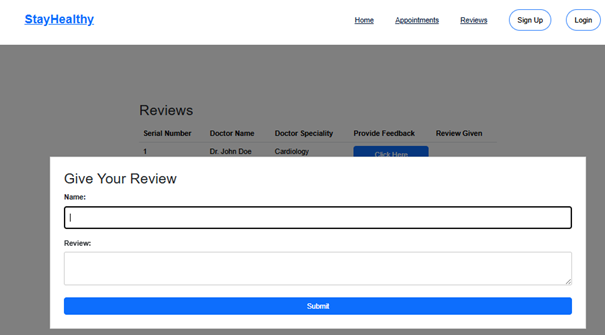 StayHealthy Home Appointments Reviews Sign Up Login
Reviews
Serial Number Doctor Name Doctor Speciality Provide Feedback Review Given
1 Dr. John Doe Cardiology Click Here
Give Your Review
Name:
Review:
Submit